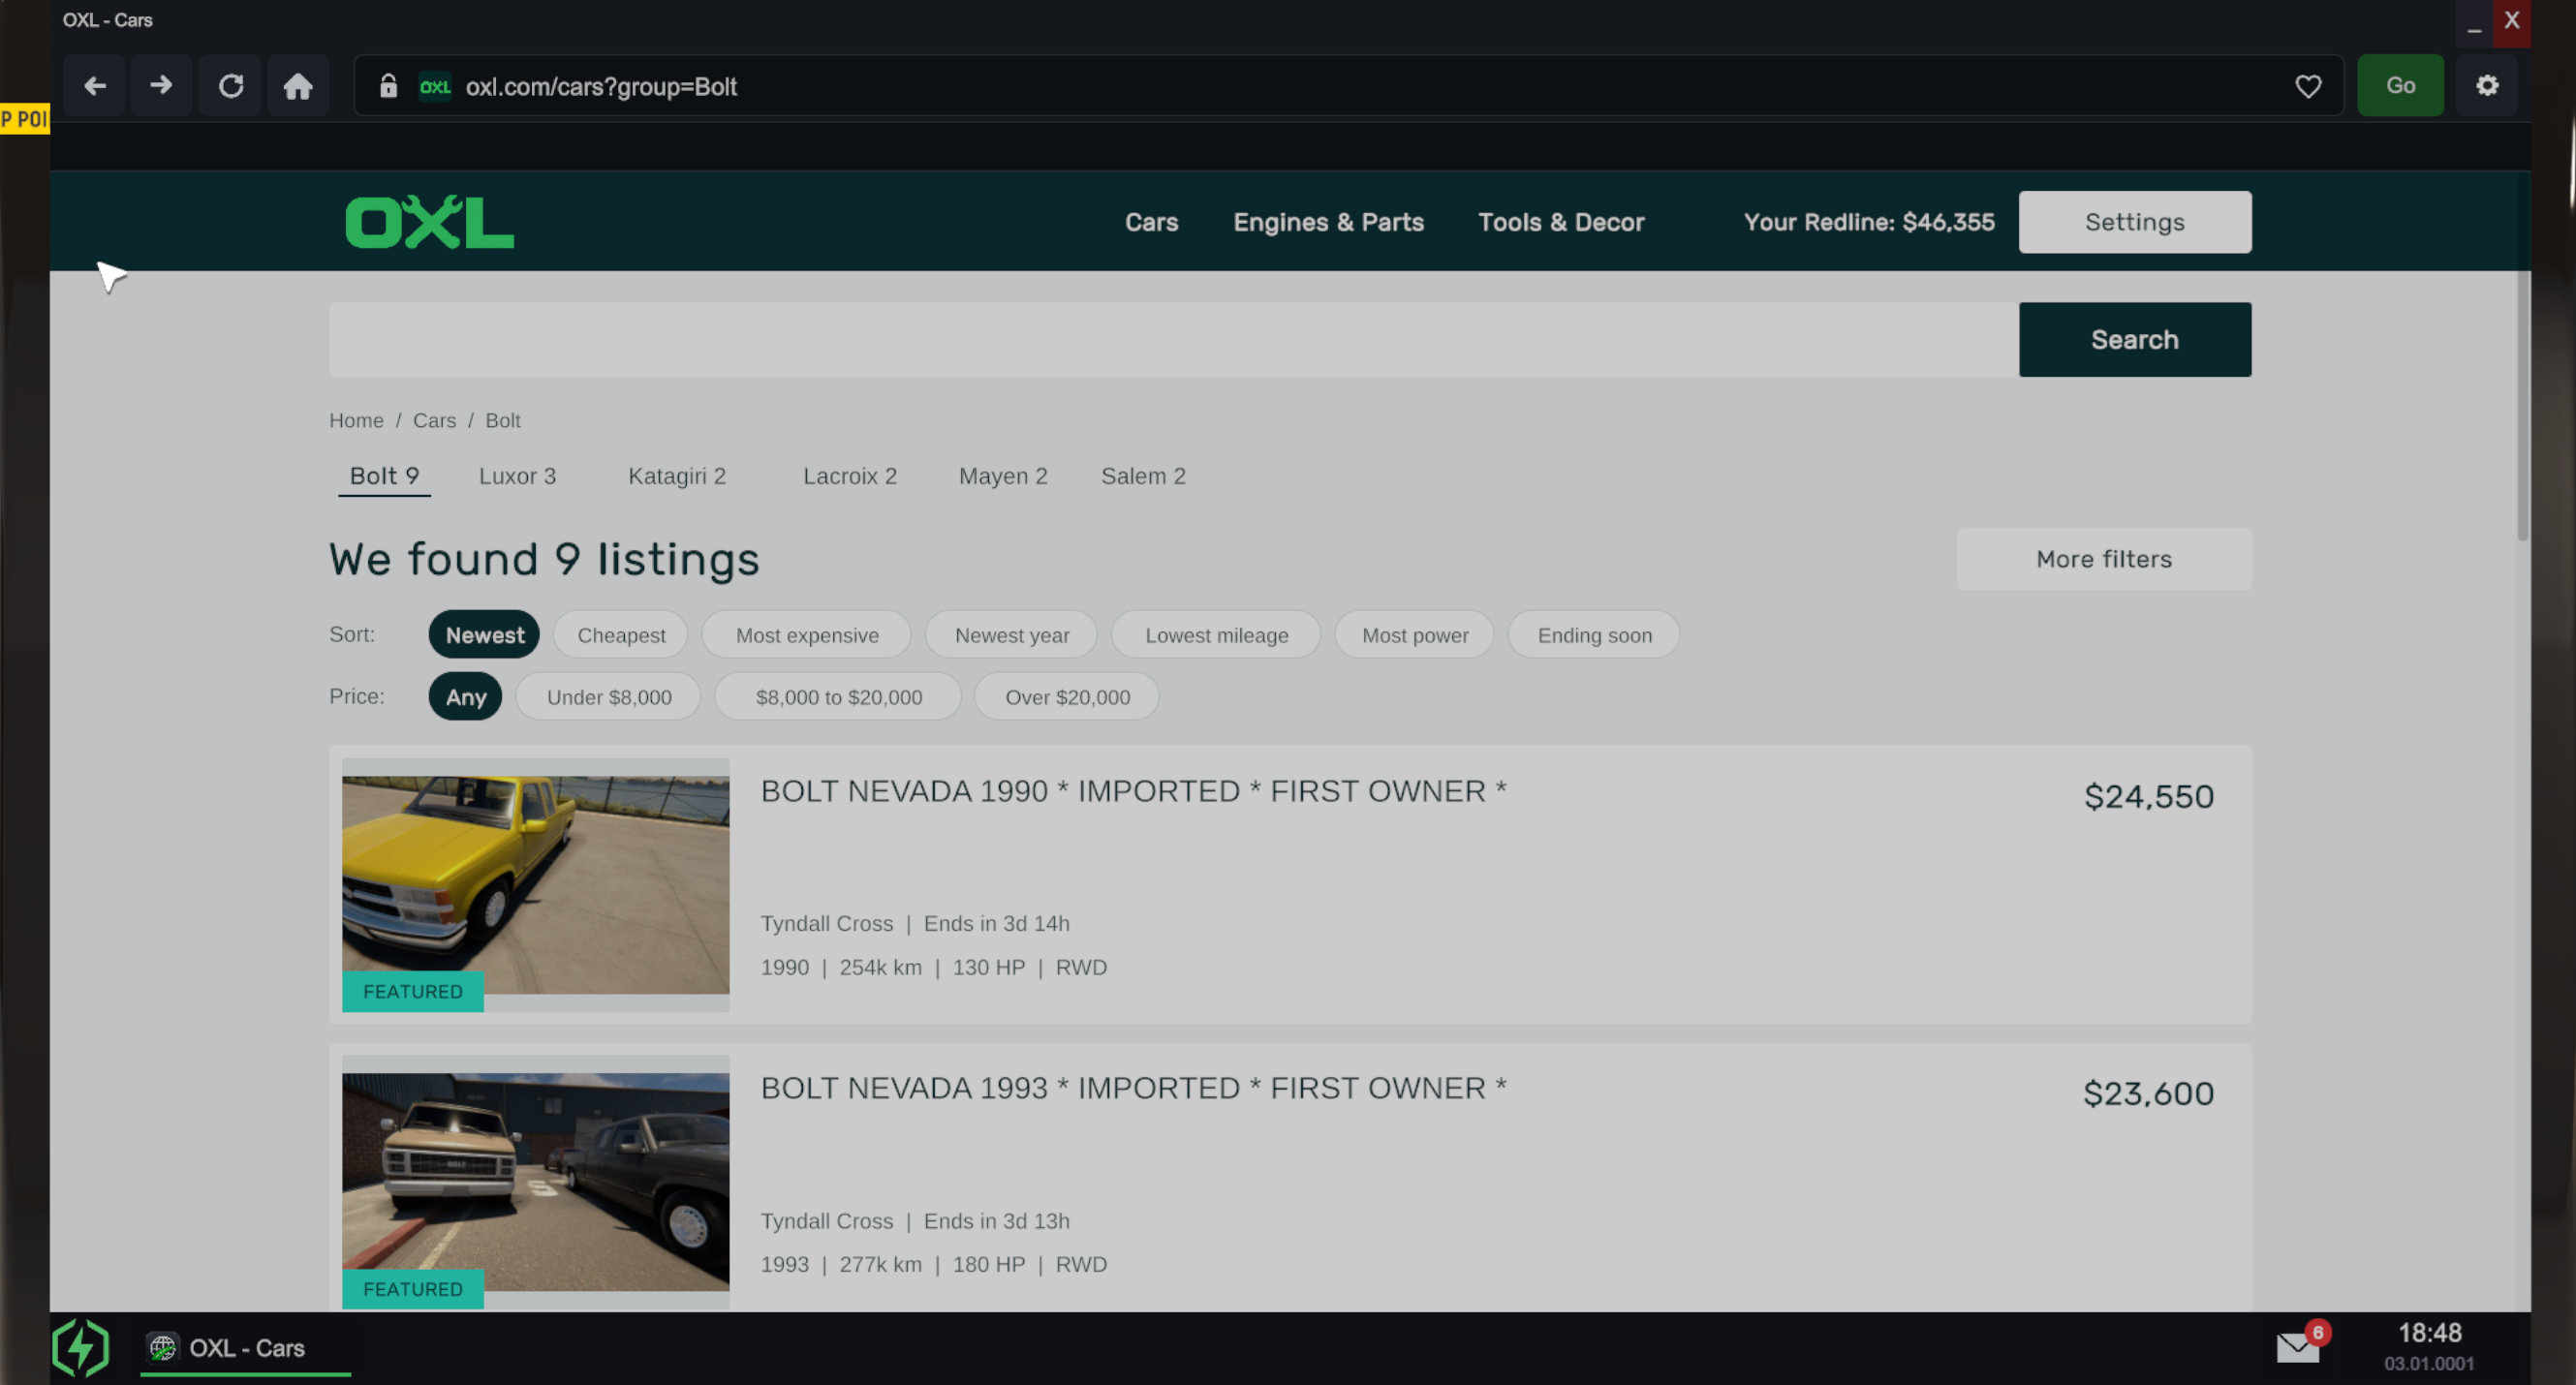 OXL - Cars
X
OXL oxl.com/cars?group=Bolt
Go
P POI
OXL
Cars Engines & Parts Tools & Decor Your Redline: $46,355 Settings
Search
Home / Cars / Bolt
Bolt 9 Luxor 3 Katagiri 2 Lacroix 2 Mayen 2 Salem 2
We found 9 listings
More filters
Sort: Newest Cheapest Most expensive Newest year Lowest mileage Most power Ending soon
Price: Any Under $8,000 $8,000 to $20,000 Over $20,000
BOLT NEVADA 1990 * IMPORTED * FIRST OWNER *
$24,550
Tyndall Cross | Ends in 3d 14h
1990 | 254k km | 130 HP | RWD
FEATURED
BOLT NEVADA 1993 * IMPORTED * FIRST OWNER *
$23,600
BOLT
Tyndall Cross | Ends in 3d 13h
1993 | 277k km | 180 HP | RWD
FEATURED
OXL - Cars
6
18:48
03.01.0001